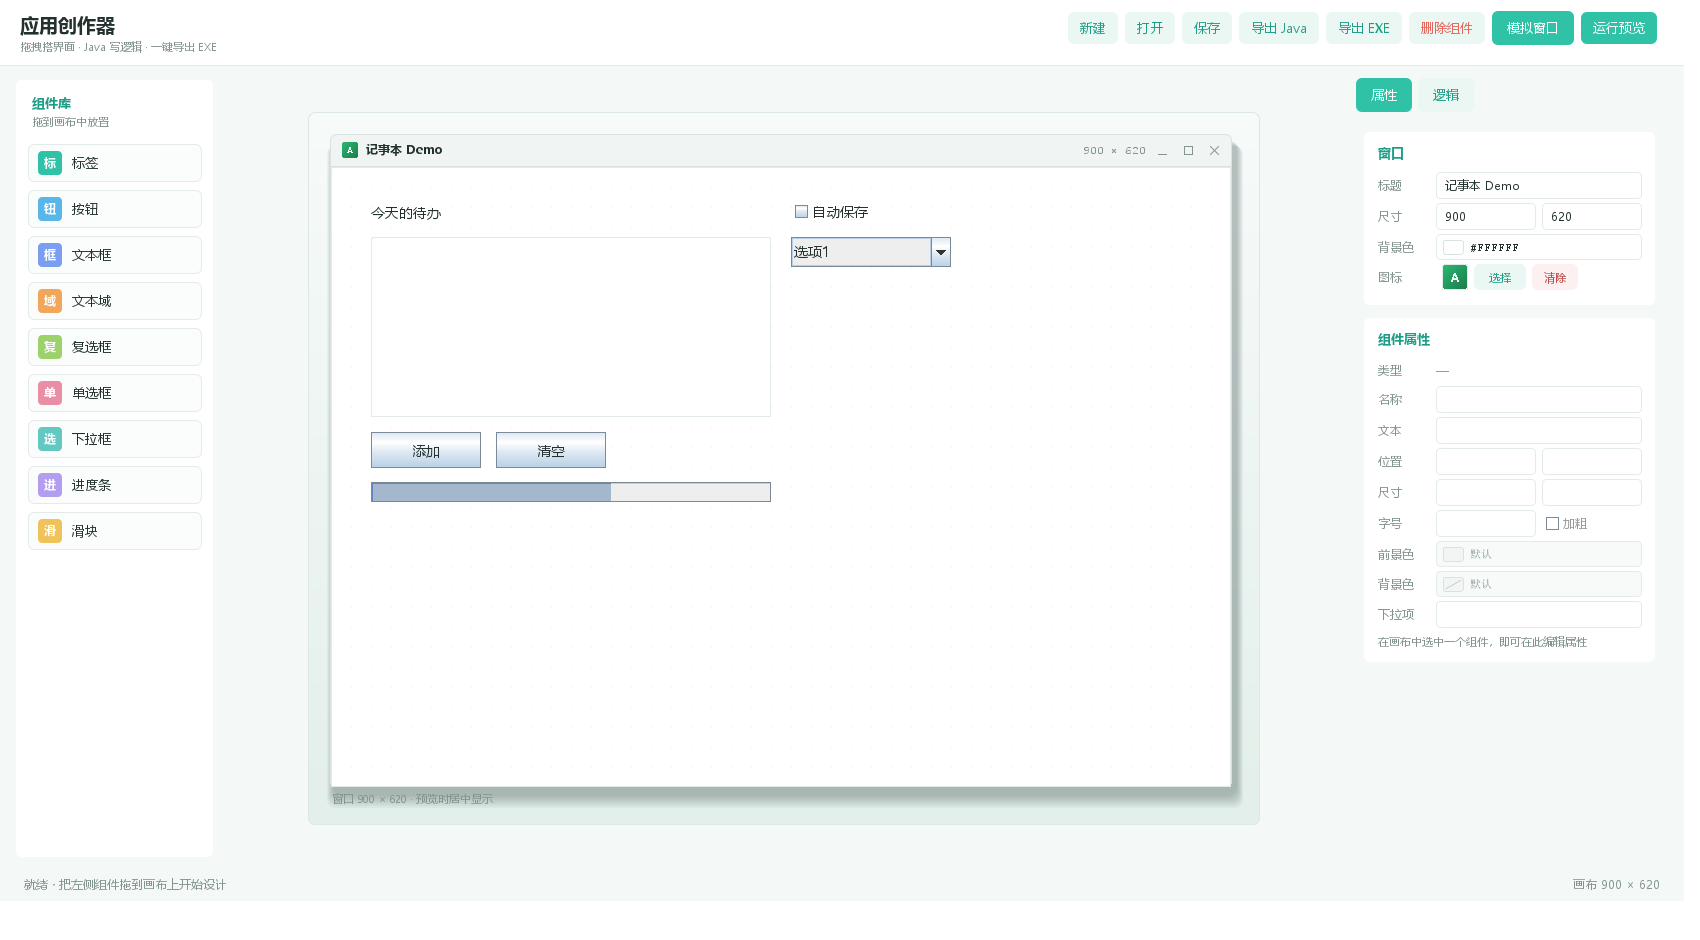 应用创作器
拖拽搭界面 · Java 写逻辑 · 一键导出 EXE
新建 打开 保存 导出 Java 导出 EXE 删除组件 模拟窗口 运行预览
组件库
拖到画布中放置
标 标签
钮 按钮
框 文本框
域 文本域
复 复选框
单 单选框
选 下拉框
进 进度条
滑 滑块
A 记事本 Demo 900 × 620
今天的待办
自动保存
选项1
添加 清空
窗口 900 × 620 · 预览时居中显示
属性 逻辑
窗口
标题 记事本 Demo
尺寸 900 620
背景色 #FFFFFF
图标 A 选择 清除
组件属性
类型 —
名称
文本
位置
尺寸
字号 加粗
前景色 默认
背景色 默认
下拉项
在画布中选中一个组件，即可在此编辑属性
就绪 · 把左侧组件拖到画布上开始设计
画布 900 × 620